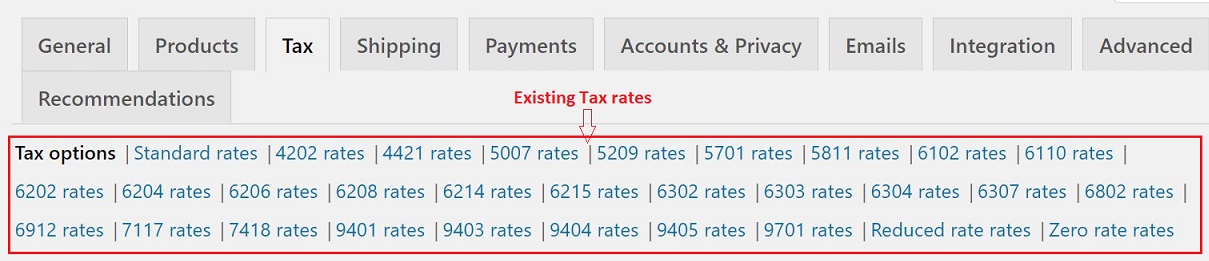 General Products Tax Shipping Payments Accounts & Privacy Emails Integration Advanced
Recommendations
Existing Tax rates
Tax options | Standard rates | 4202 rates | 4421 rates | 5007 rates | 5209 rates | 5701 rates | 5811 rates | 6102 rates | 6110 rates |
6202 rates | 6204 rates | 6206 rates | 6208 rates | 6214 rates | 6215 rates | 6302 rates | 6303 rates | 6304 rates | 6307 rates | 6802 rates |
6912 rates | 7117 rates | 7418 rates | 9401 rates | 9403 rates | 9404 rates | 9405 rates | 9701 rates | Reduced rate rates | Zero rate rates